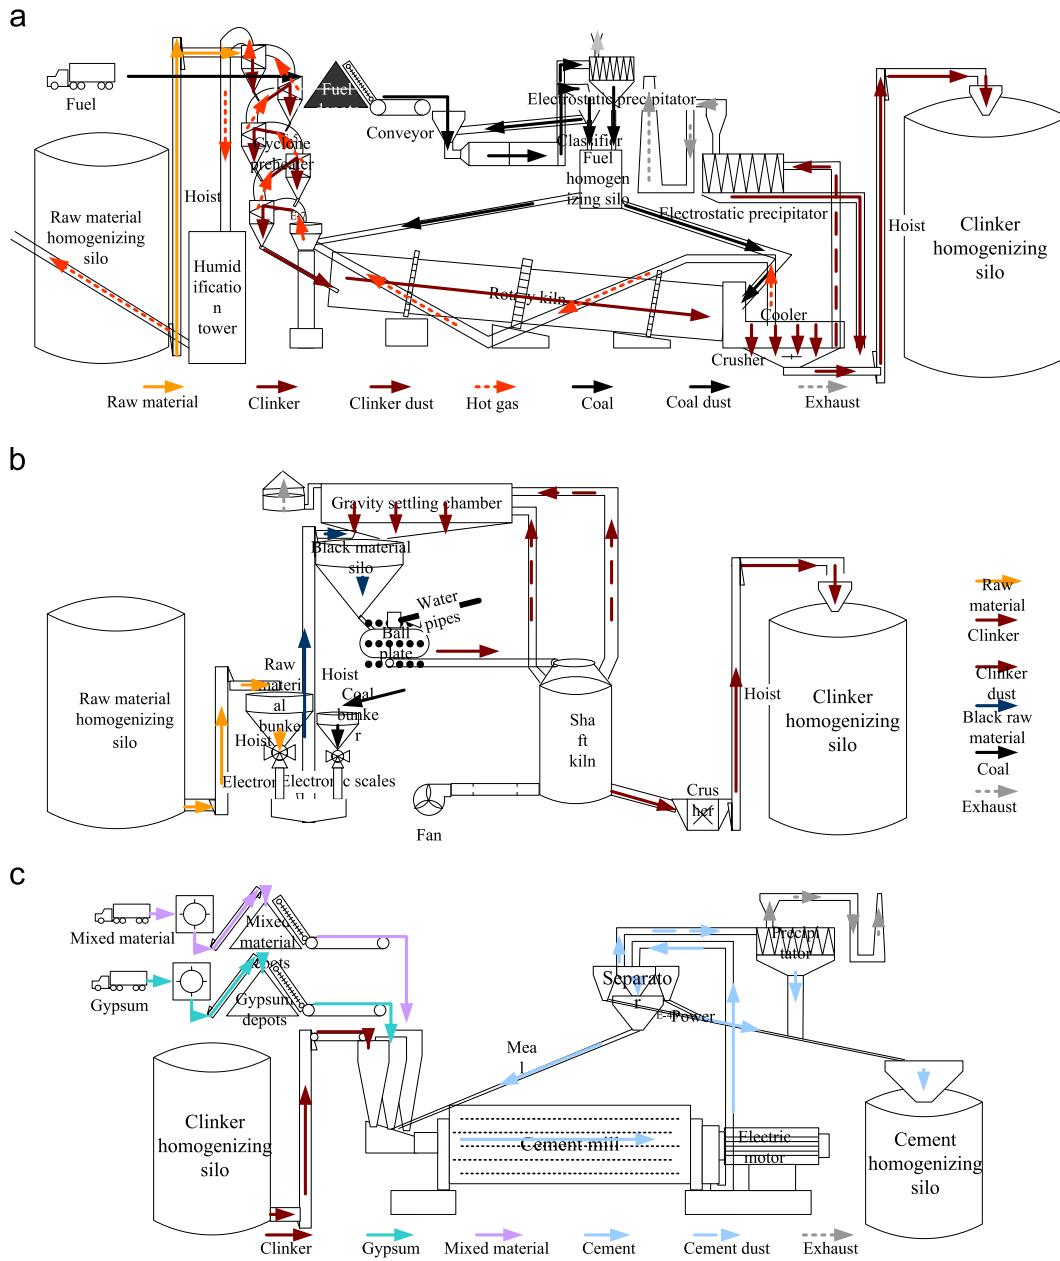 a
Fuel
Fuel
Conveyor
Electrostatic precipitator
Classifier
Cyclone
preheater
Fuel
homogen
izing silo
Hoist
Raw material
homogenizing
silo
Electrostatic precipitator
Hoist
Clinker
homogenizing
silo
Humid
ification
n
tower
Rotary kiln
Cooler
Crusher
Raw material
Clinker
Clinker dust
Hot gas
Coal
Coal dust
Exhaust
b
Gravity settling chamber
Black material
silo
Water
pipes
Ball
plate
Raw
materi
al
bunke
r
Hoist
Coal
bunke
r
Raw material
homogenizing
silo
Hoist
Electronic scales
Sha
ft
kiln
Fan
Crus
her
Hoist
Clinker
homogenizing
silo
Raw
material
Clinker
Clinker
dust
Black raw
material
Coal
Exhaust
c
Mixed material
Mixed
material
depots
Gypsum
Gypsum
depots
Separato
r
Precipi
tator
Power
Mea
l
Clinker
homogenizing
silo
Cement mill
Electric
motor
Cement
homogenizing
silo
Clinker
Gypsum
Mixed material
Cement
Cement dust
Exhaust